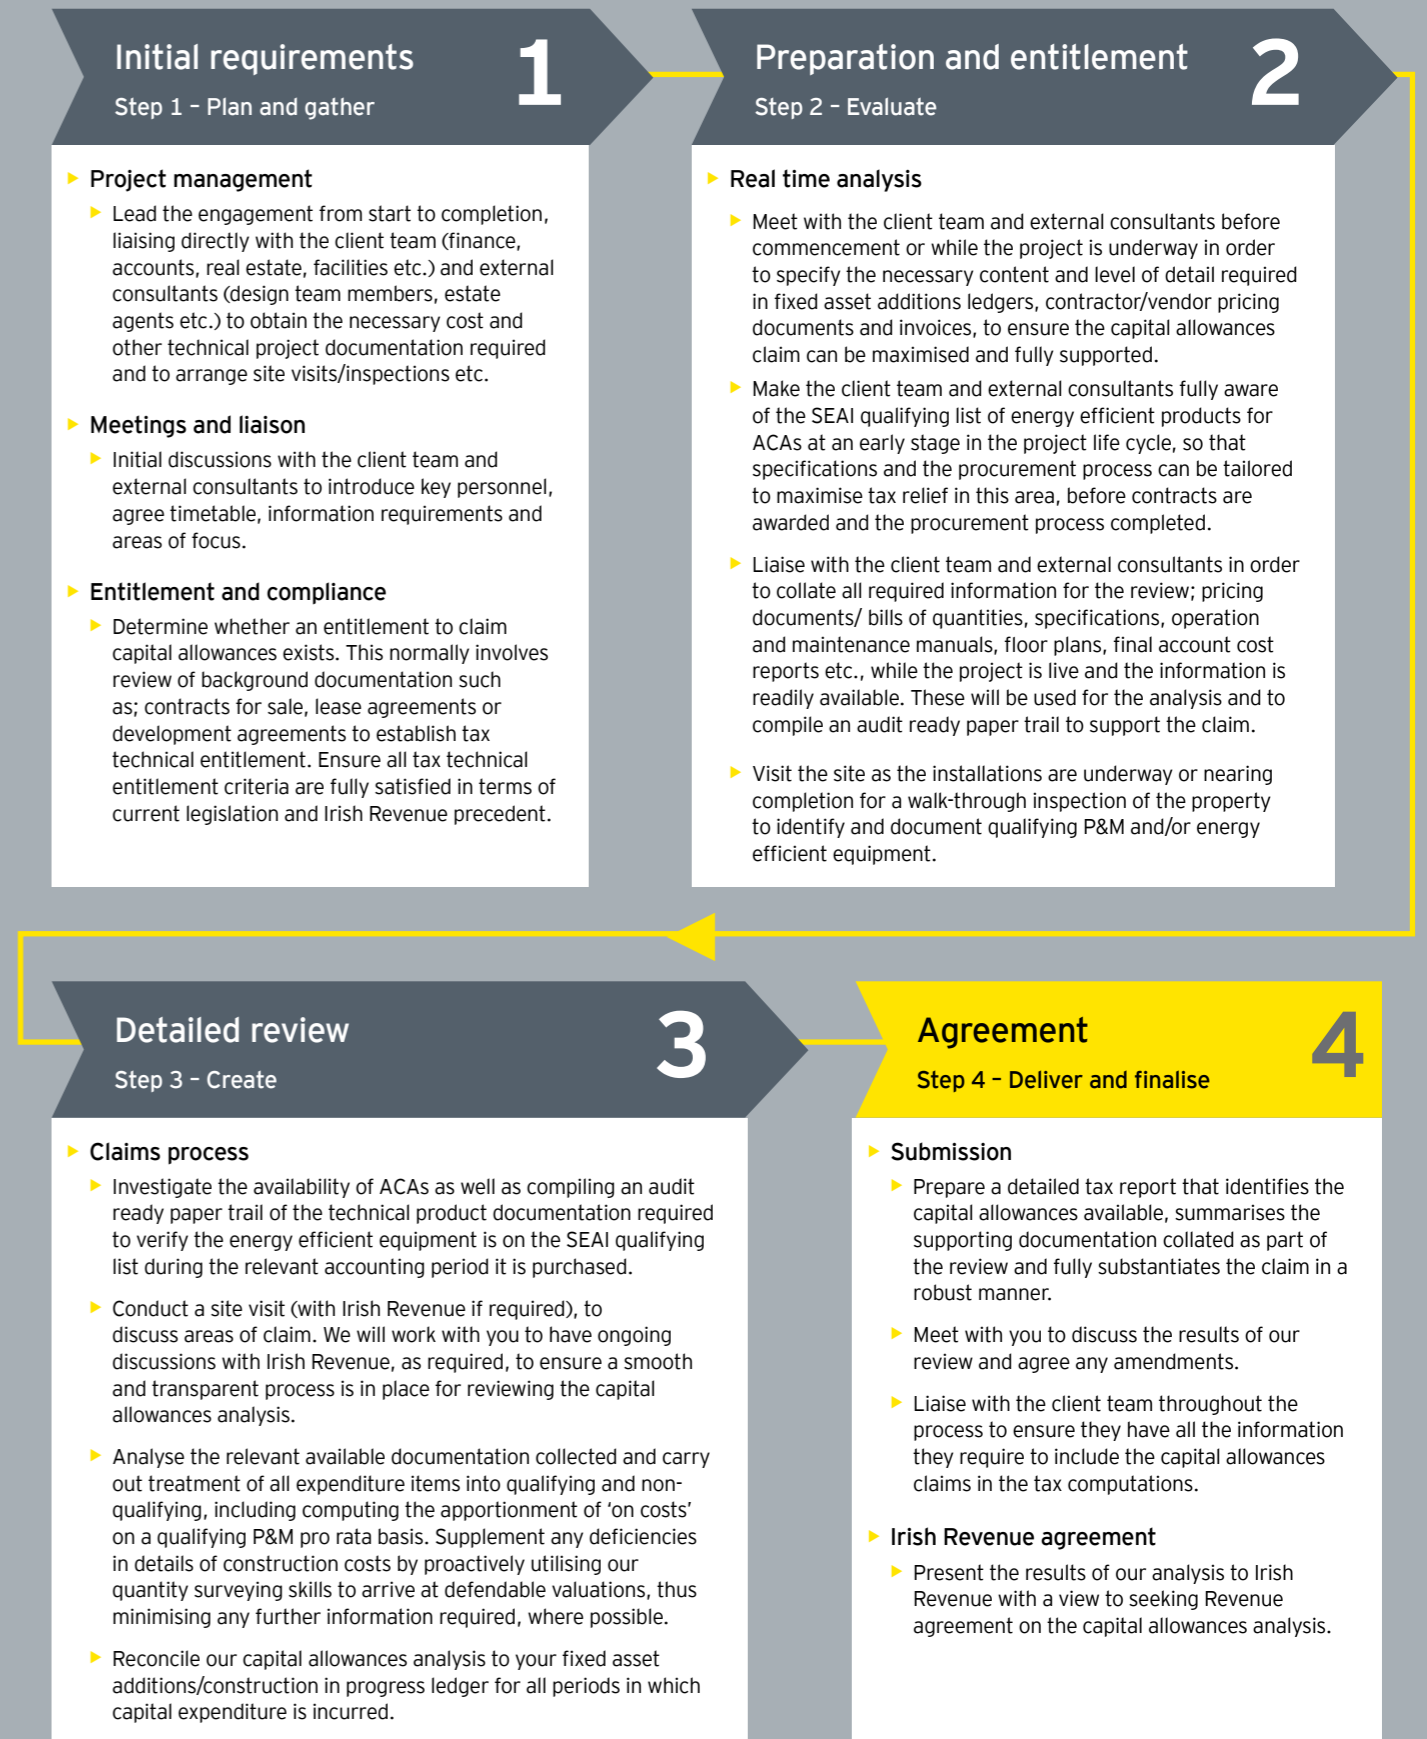 Initial requirements
1
Step 1 – Plan and gather
Project management
Lead the engagement from start to completion,
liaising directly with the client team (finance,
accounts, real estate, facilities etc.) and external
consultants (design team members, estate
agents etc.) to obtain the necessary cost and
other technical project documentation required
and to arrange site visits/inspections etc.
Meetings and liaison
Initial discussions with the client team and
external consultants to introduce key personnel,
agree timetable, information requirements and
areas of focus.
Entitlement and compliance
Determine whether an entitlement to claim
capital allowances exists. This normally involves
review of background documentation such
as; contracts for sale, lease agreements or
development agreements to establish tax
technical entitlement. Ensure all tax technical
entitlement criteria are fully satisfied in terms of
current legislation and Irish Revenue precedent.
Preparation and entitlement
2
Step 2 – Evaluate
Real time analysis
Meet with the client team and external consultants before
commencement or while the project is underway in order
to specify the necessary content and level of detail required
in fixed asset additions ledgers, contractor/vendor pricing
documents and invoices, to ensure the capital allowances
claim can be maximised and fully supported.
Make the client team and external consultants fully aware
of the SEAI qualifying list of energy efficient products for
ACAs at an early stage in the project life cycle, so that
specifications and the procurement process can be tailored
to maximise tax relief in this area, before contracts are
awarded and the procurement process completed.
Liaise with the client team and external consultants in order
to collate all required information for the review; pricing
documents/ bills of quantities, specifications, operation
and maintenance manuals, floor plans, final account cost
reports etc., while the project is live and the information is
readily available. These will be used for the analysis and to
compile an audit ready paper trail to support the claim.
Visit the site as the installations are underway or nearing
completion for a walk-through inspection of the property
to identify and document qualifying P&M and/or energy
efficient equipment.
Detailed review
3
Step 3 – Create
Claims process
Investigate the availability of ACAs as well as compiling an audit
ready paper trail of the technical product documentation required
to verify the energy efficient equipment is on the SEAI qualifying
list during the relevant accounting period it is purchased.
Conduct a site visit (with Irish Revenue if required), to
discuss areas of claim. We will work with you to have ongoing
discussions with Irish Revenue, as required, to ensure a smooth
and transparent process is in place for reviewing the capital
allowances analysis.
Analyse the relevant available documentation collected and carry
out treatment of all expenditure items into qualifying and non-
qualifying, including computing the apportionment of ‘on costs’
on a qualifying P&M pro rata basis. Supplement any deficiencies
in details of construction costs by proactively utilising our
quantity surveying skills to arrive at defendable valuations, thus
minimising any further information required, where possible.
Reconcile our capital allowances analysis to your fixed asset
additions/construction in progress ledger for all periods in which
capital expenditure is incurred.
Agreement
4
Step 4 – Deliver and finalise
Submission
Prepare a detailed tax report that identifies the
capital allowances available, summarises the
supporting documentation collated as part of
the review and fully substantiates the claim in a
robust manner.
Meet with you to discuss the results of our
review and agree any amendments.
Liaise with the client team throughout the
process to ensure they have all the information
they require to include the capital allowances
claims in the tax computations.
Irish Revenue agreement
Present the results of our analysis to Irish
Revenue with a view to seeking Revenue
agreement on the capital allowances analysis.